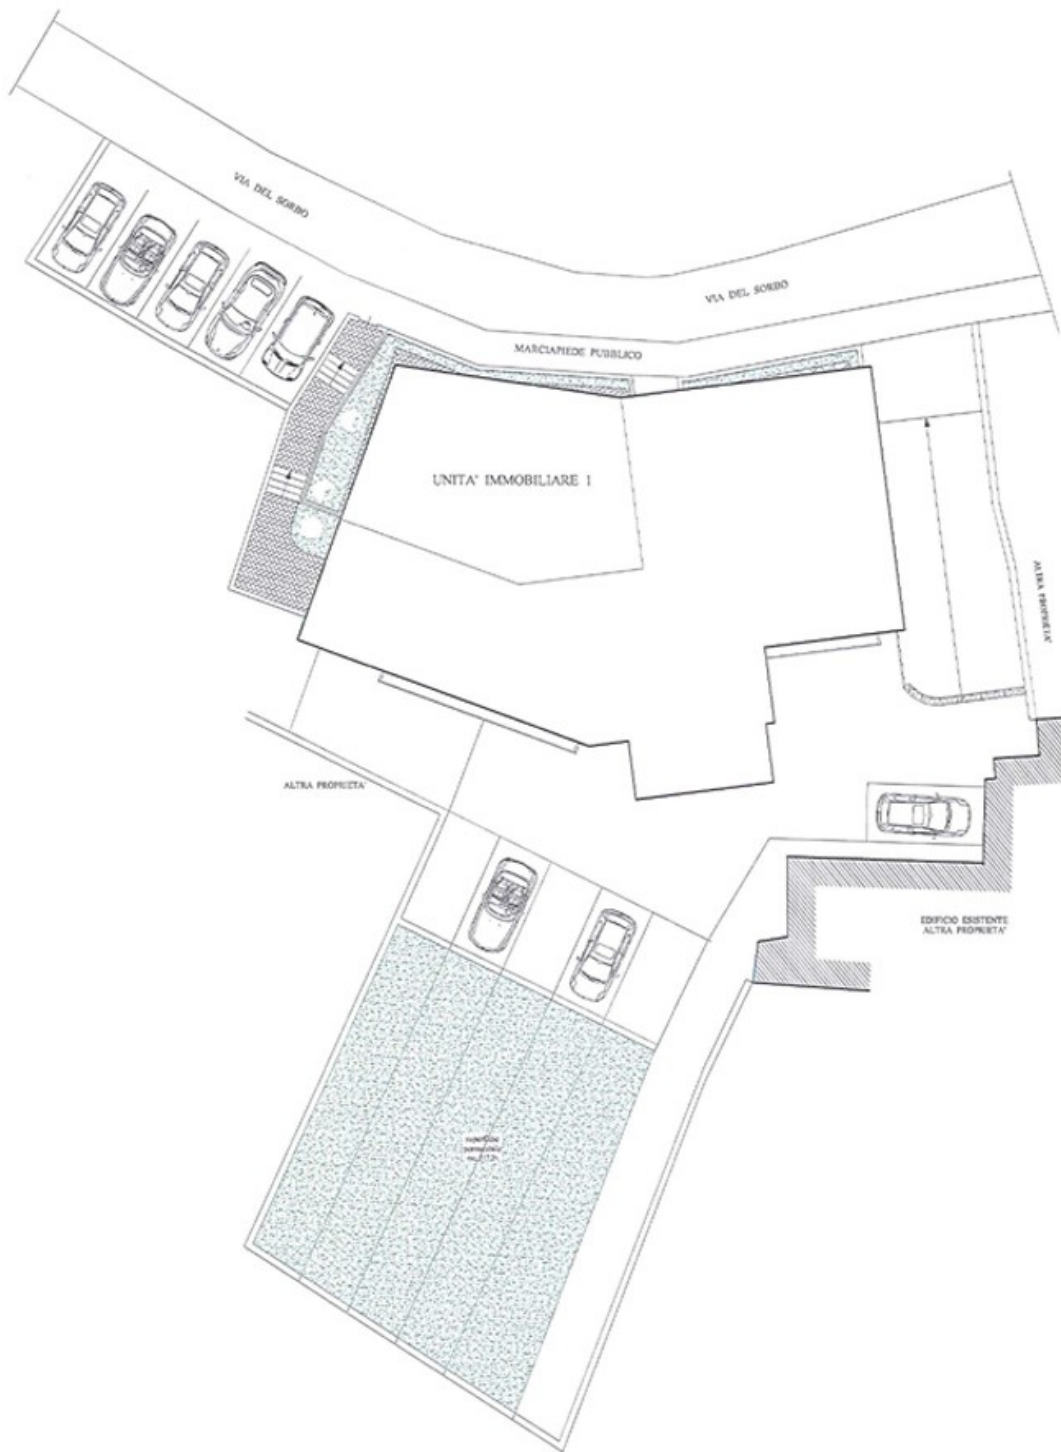 VIA DEL SORBO
VIA DEL SORBO
MARCIAPIEDE PUBBLICO
UNITA' IMMOBILIARE 1
ALTRA PROPRIETA'
ALTRA PROPRIETA'
EDIFICIO ESISTENTE
ALTRA PROPRIETA'